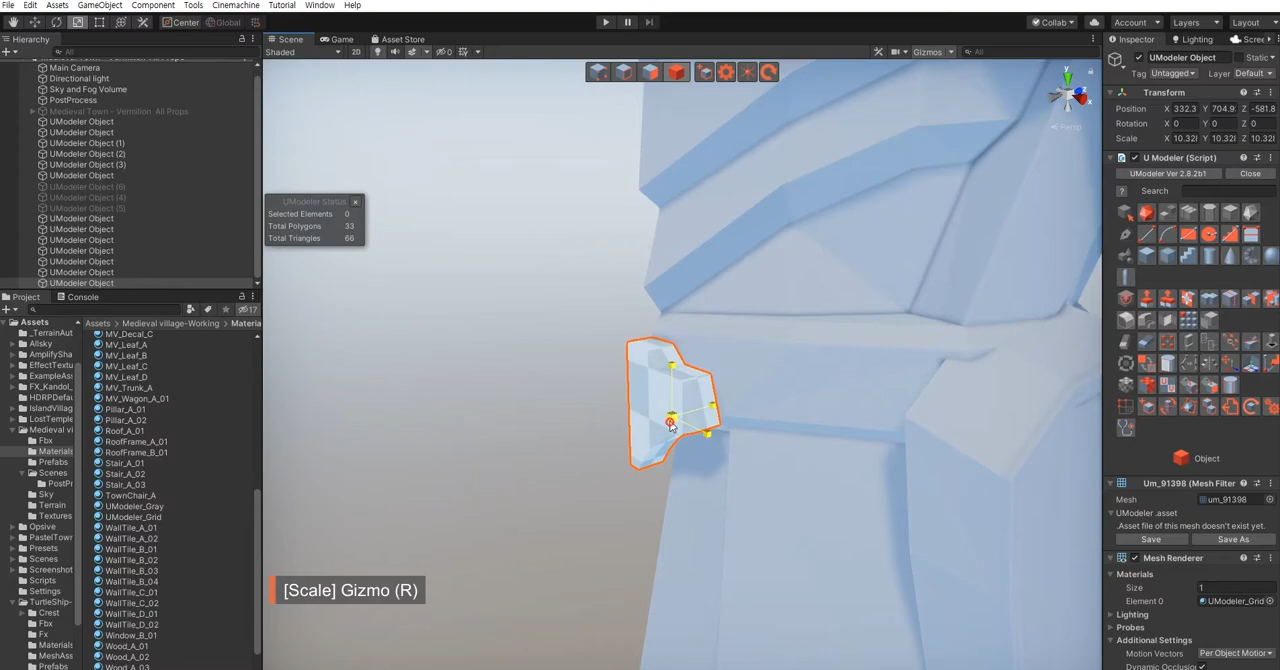 File Edit Assets GameObject Component Tools Cinemachine Tutorial Window Help
Center Global Collab Account Layers Layout
Hierarchy Scene Game Asset Store Inspector Lighting
All Shaded 2D 0 Gizmos All
UModeler Object Static
Tag Untagged Layer Default
Main Camera
Directional light
Sky and Fog Volume
PostProcess
Medieval Town - Vermilion All Props
UModeler Object
UModeler Object
UModeler Object (1)
UModeler Object (2)
UModeler Object (3)
UModeler Object
UModeler Object (6)
UModeler Object (4)
UModeler Object (5)
UModeler Object
UModeler Object
UModeler Object
UModeler Object
UModeler Object
UModeler Object
UModeler Object
Project Console
17
Assets
_TerrainAut
Allsky
AmplifySha
EffectTextur
ExampleAss
FX_Kandol_
HDRPDefaul
IslandVillag
LostTemple
Medieval vi
Fbx
Materials
Prefabs
Scenes
PostPr
Sky
Terrain
Textures
Opsive
PastelTown
Presets
Scenes
Screenshot
Scripts
Settings
TurtleShip-
Crest
Fbx
Fx
Materials
MeshAss
Prefabs
Assets Medieval village-Working Materia
MV_Decal_C
MV_Leaf_A
MV_Leaf_B
MV_Leaf_C
MV_Leaf_D
MV_Trunk_A
MV_Wagon_A_01
Pillar_A_01
Pillar_A_02
Roof_A_01
RoofFrame_A_01
RoofFrame_B_01
Stair_A_01
Stair_A_02
Stair_A_03
TownChair_A
UModeler_Gray
UModeler_Grid
WallTile_A_01
WallTile_A_02
WallTile_B_01
WallTile_B_02
WallTile_B_03
WallTile_B_04
WallTile_C_01
WallTile_C_02
WallTile_D_01
WallTile_D_02
Window_B_01
Wood_A_01
Wood_A_02
Wood_A_03
UModeler Status
Selected Elements 0
Total Polygons 33
Total Triangles 66
y
x
z
Persp
[Scale] Gizmo (R)
Transform
Position X 332.3 Y 704.9 Z -581.8
Rotation X 0 Y 0 Z 0
Scale X 10.328 Y 10.328 Z 10.328
U Modeler (Script)
UModeler Ver 2.8.2b1 Close
? Search
Object
Um_91398 (Mesh Filter
Mesh um_91398
UModeler .asset
.Asset file of this mesh doesn't exist yet.
Save Save As
Mesh Renderer
Materials
Size 1
Element 0 UModeler_Grid
Lighting
Probes
Additional Settings
Motion Vectors Per Object Motion
Dynamic Occlusio